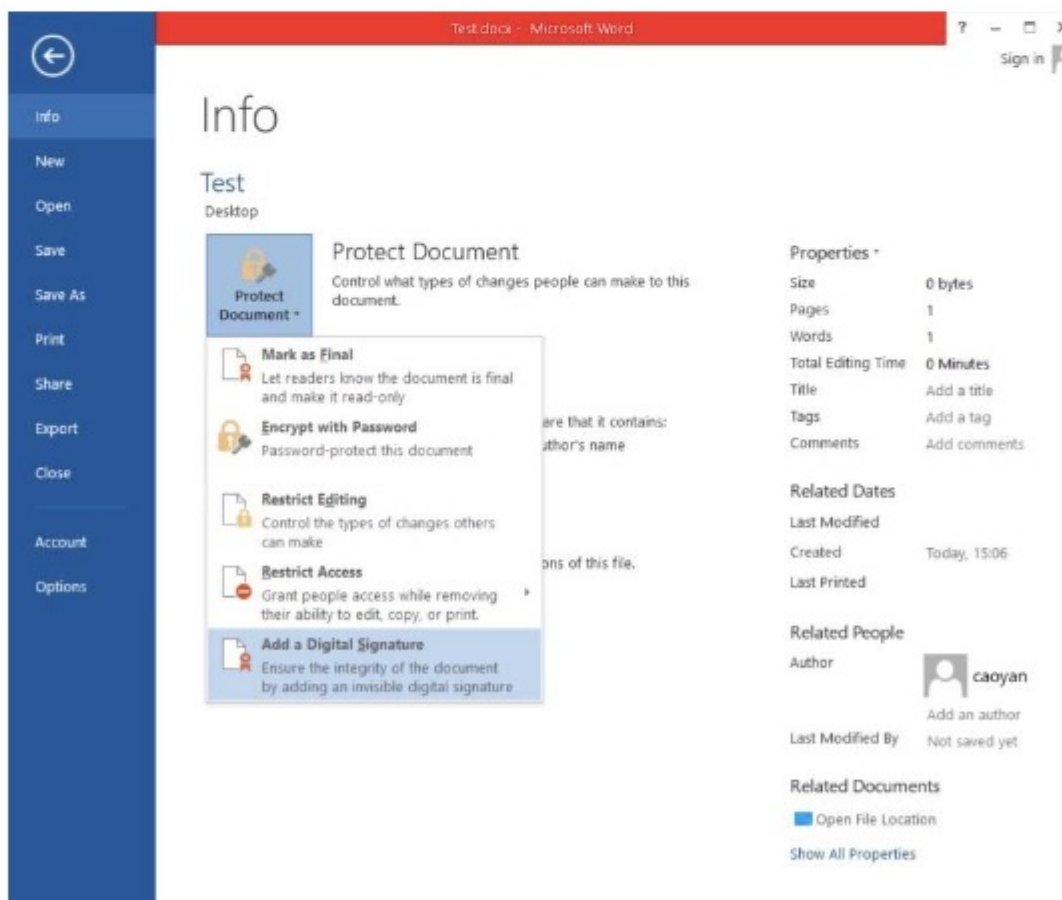 Test.docx - Microsoft Word
?
Sign in
Info
New
Open
Save
Save As
Print
Share
Export
Close
Account
Options
Info
Test
Desktop
Protect
Document
Protect Document
Control what types of changes people can make to this
document.
Mark as Final
Let readers know the document is final
and make it read-only
Encrypt with Password
Password-protect this document
Restrict Editing
Control the types of changes others
can make
Restrict Access
Grant people access while removing
their ability to edit, copy, or print.
Add a Digital Signature
Ensure the integrity of the document
by adding an invisible digital signature
are that it contains:
uthor's name
ons of this file.
Properties
Size 0 bytes
Pages 1
Words 1
Total Editing Time 0 Minutes
Title Add a title
Tags Add a tag
Comments Add comments
Related Dates
Last Modified
Created Today, 15:06
Last Printed
Related People
Author caoyan
Add an author
Last Modified By Not saved yet
Related Documents
Open File Location
Show All Properties